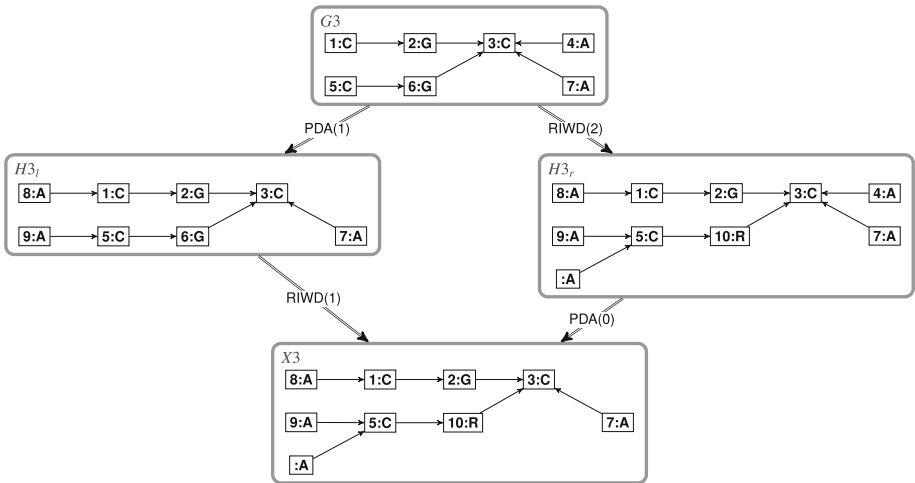 G3
1:C 2:G 3:C 4:A
5:C 6:G 7:A
PDA(1) RIWD(2)
H3l
8:A 1:C 2:G 3:C
9:A 5:C 6:G 7:A
H3r
8:A 1:C 2:G 3:C 4:A
9:A 5:C 10:R 7:A
:A
RIWD(1) PDA(0)
X3
8:A 1:C 2:G 3:C
9:A 5:C 10:R 7:A
:A